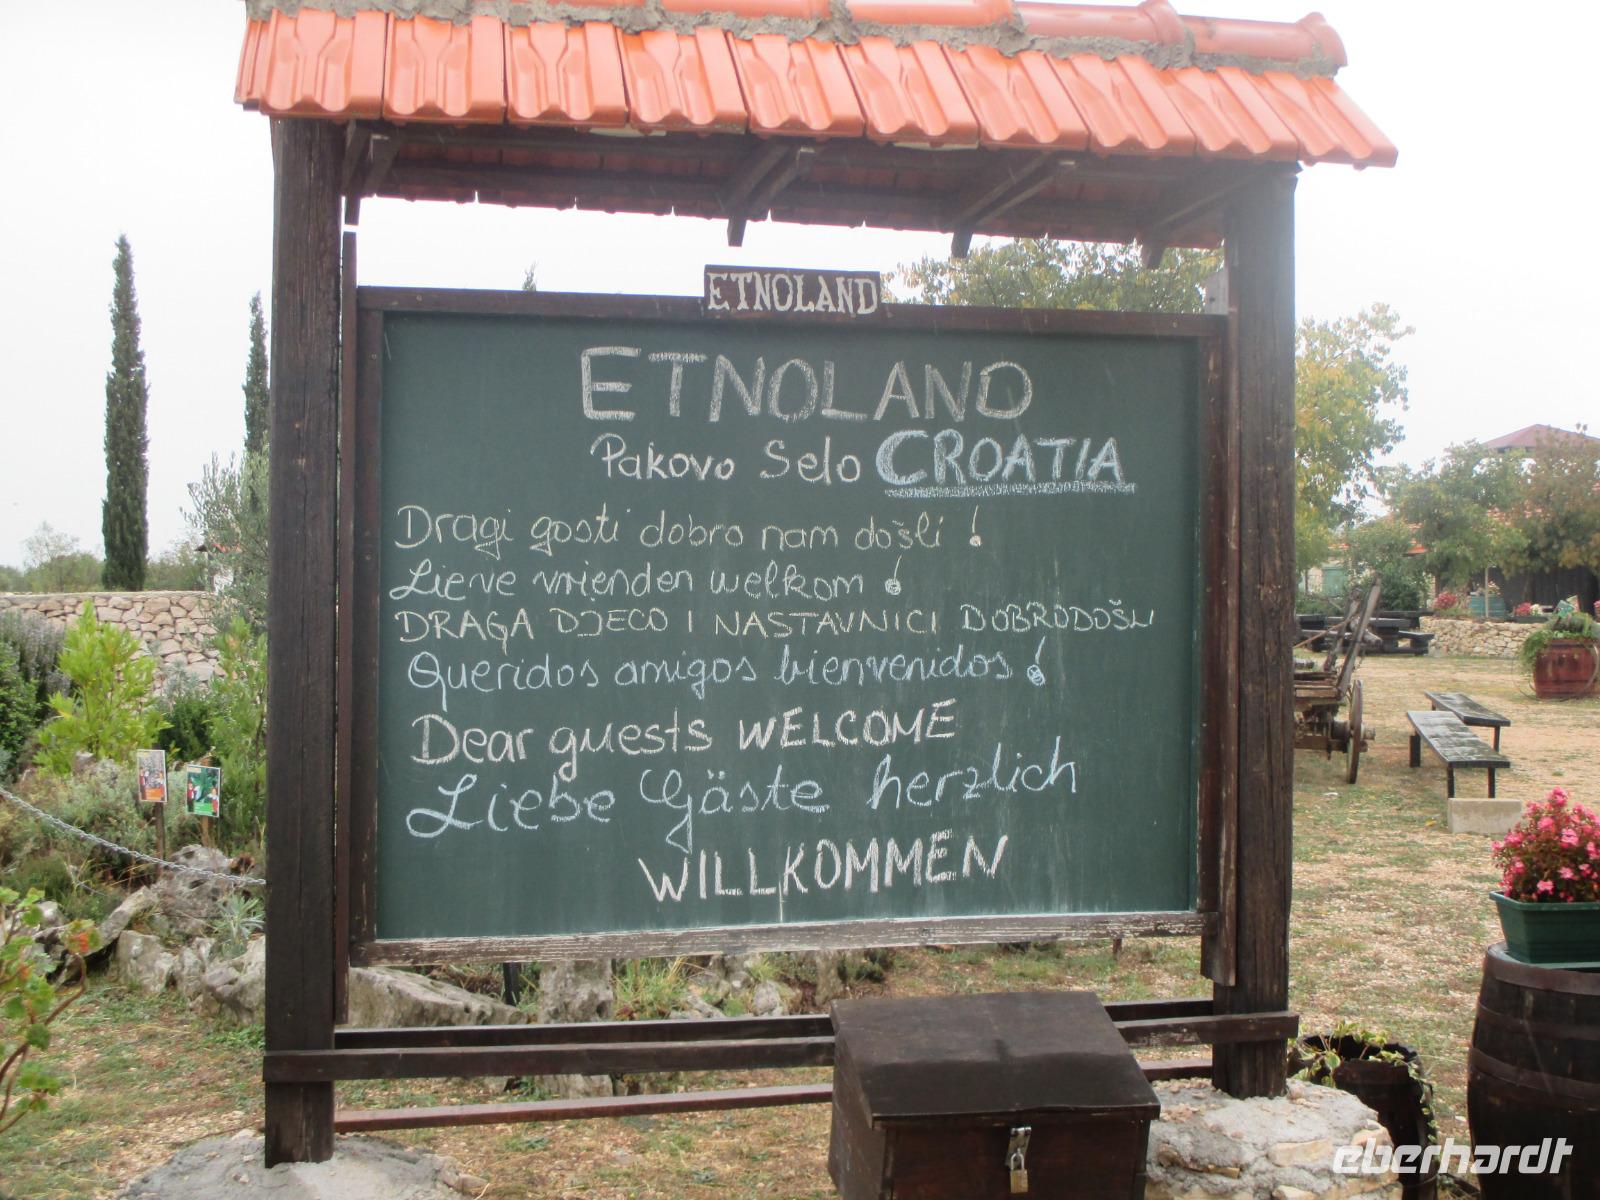 ETNOLAND
ETNOLAND
Pakovo Selo CROATIA
Dragi gosti dobro nam došli !
Lieve vrienden welkom !
DRAGA DJECO I NASTAVNICI DOBRODOŠLI
Queridos amigos bienvenidos !
Dear guests WELCOME
Liebe Gäste herzlich
WILLKOMMEN
eberhardt